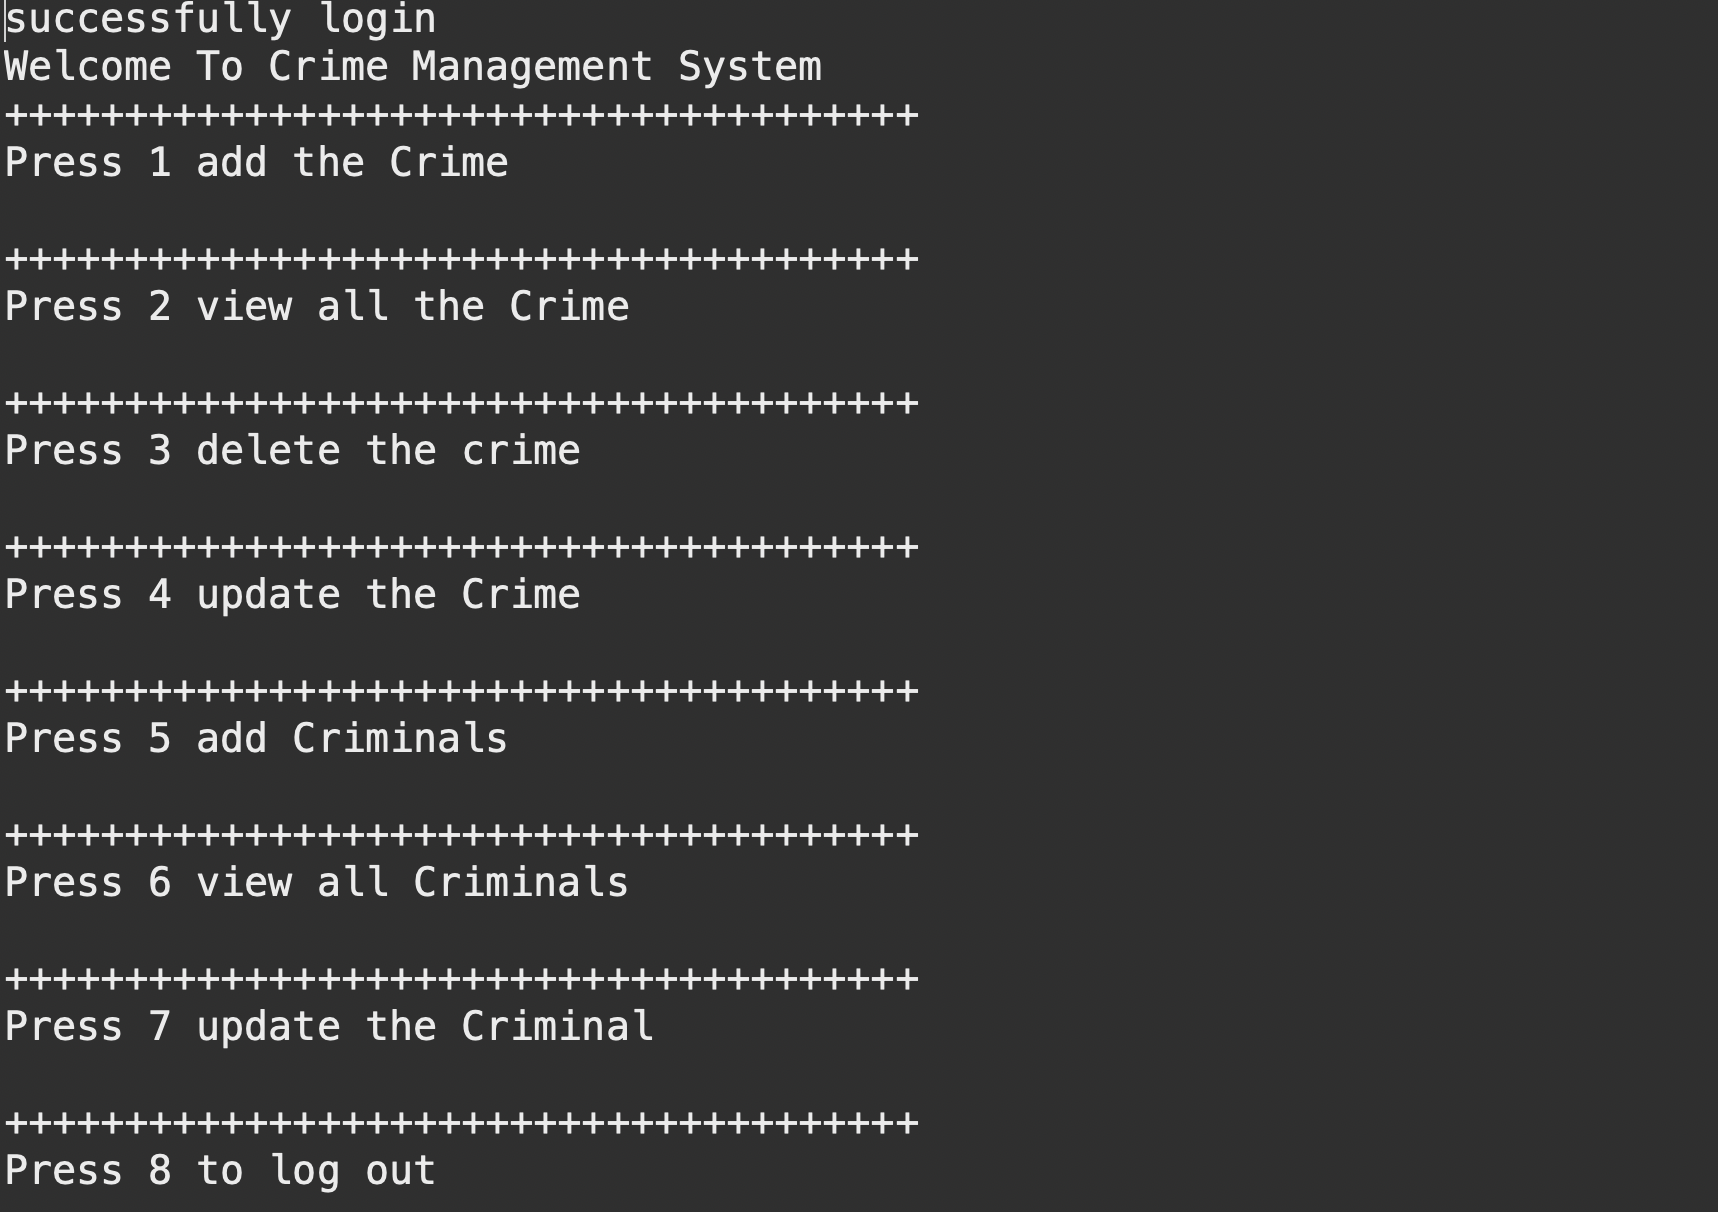 successfully login
Welcome To Crime Management System
++++++++++++++++++++++++++++++++++++++
Press 1 add the Crime
++++++++++++++++++++++++++++++++++++++
Press 2 view all the Crime
++++++++++++++++++++++++++++++++++++++
Press 3 delete the crime
++++++++++++++++++++++++++++++++++++++
Press 4 update the Crime
++++++++++++++++++++++++++++++++++++++
Press 5 add Criminals
++++++++++++++++++++++++++++++++++++++
Press 6 view all Criminals
++++++++++++++++++++++++++++++++++++++
Press 7 update the Criminal
++++++++++++++++++++++++++++++++++++++
Press 8 to log out